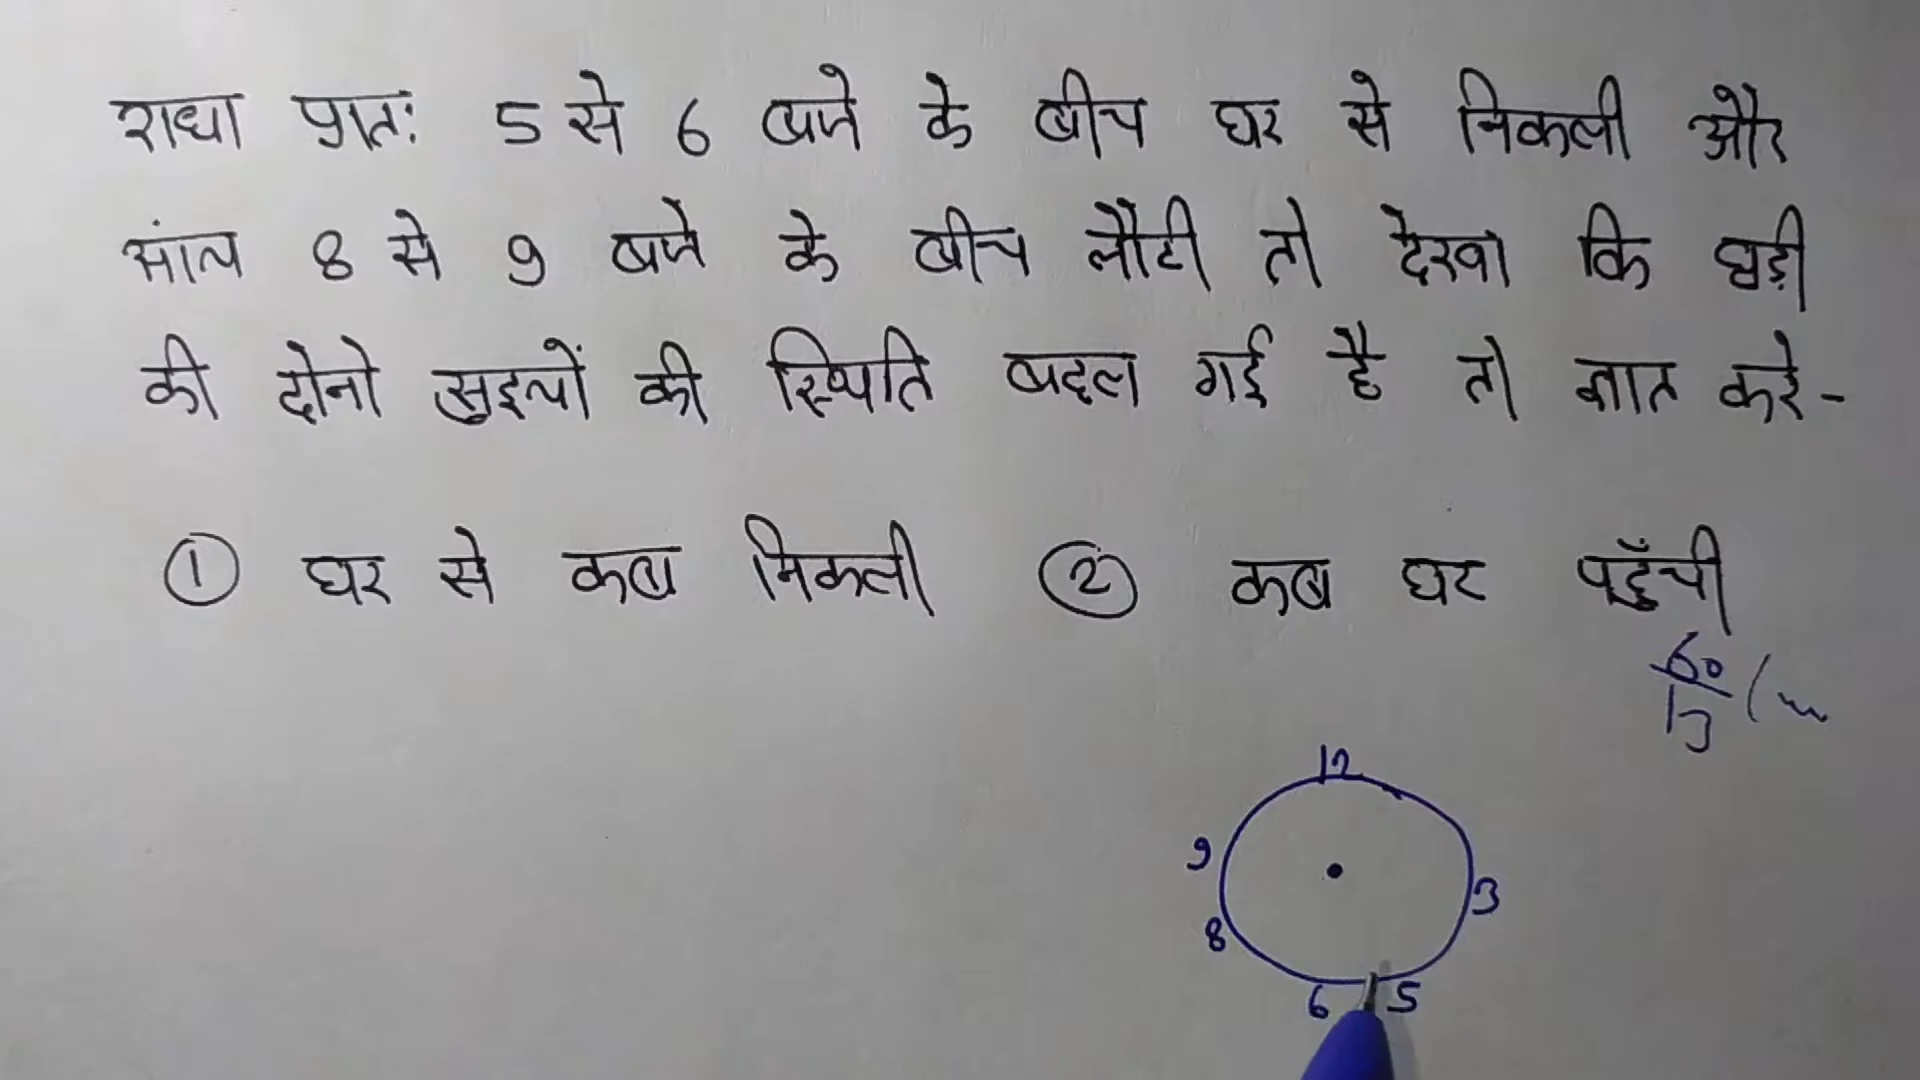 राधा प्रातः 5 से 6 बजे के बीच घर से निकली और
सांय 8 से 9 बजे के बीच लौटी तो देखा कि घड़ी
की दोनो सुइयों की स्थिति बदल गई है तो ज्ञात करे-
① घर से कब निकली ② कब घर पहुँची
60
13 (
12
9
3
8
6 5